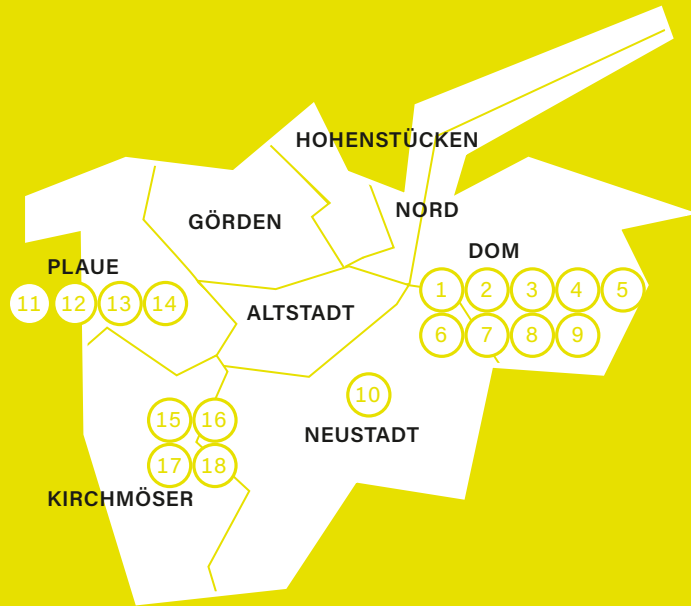 HOHENSTÜCKEN
NORD
GÖRDEN
DOM
PLAUE
1 2 3 4 5
11 12 13 14
ALTSTADT
6 7 8 9
10
15 16
NEUSTADT
17 18
KIRCHMÖSER